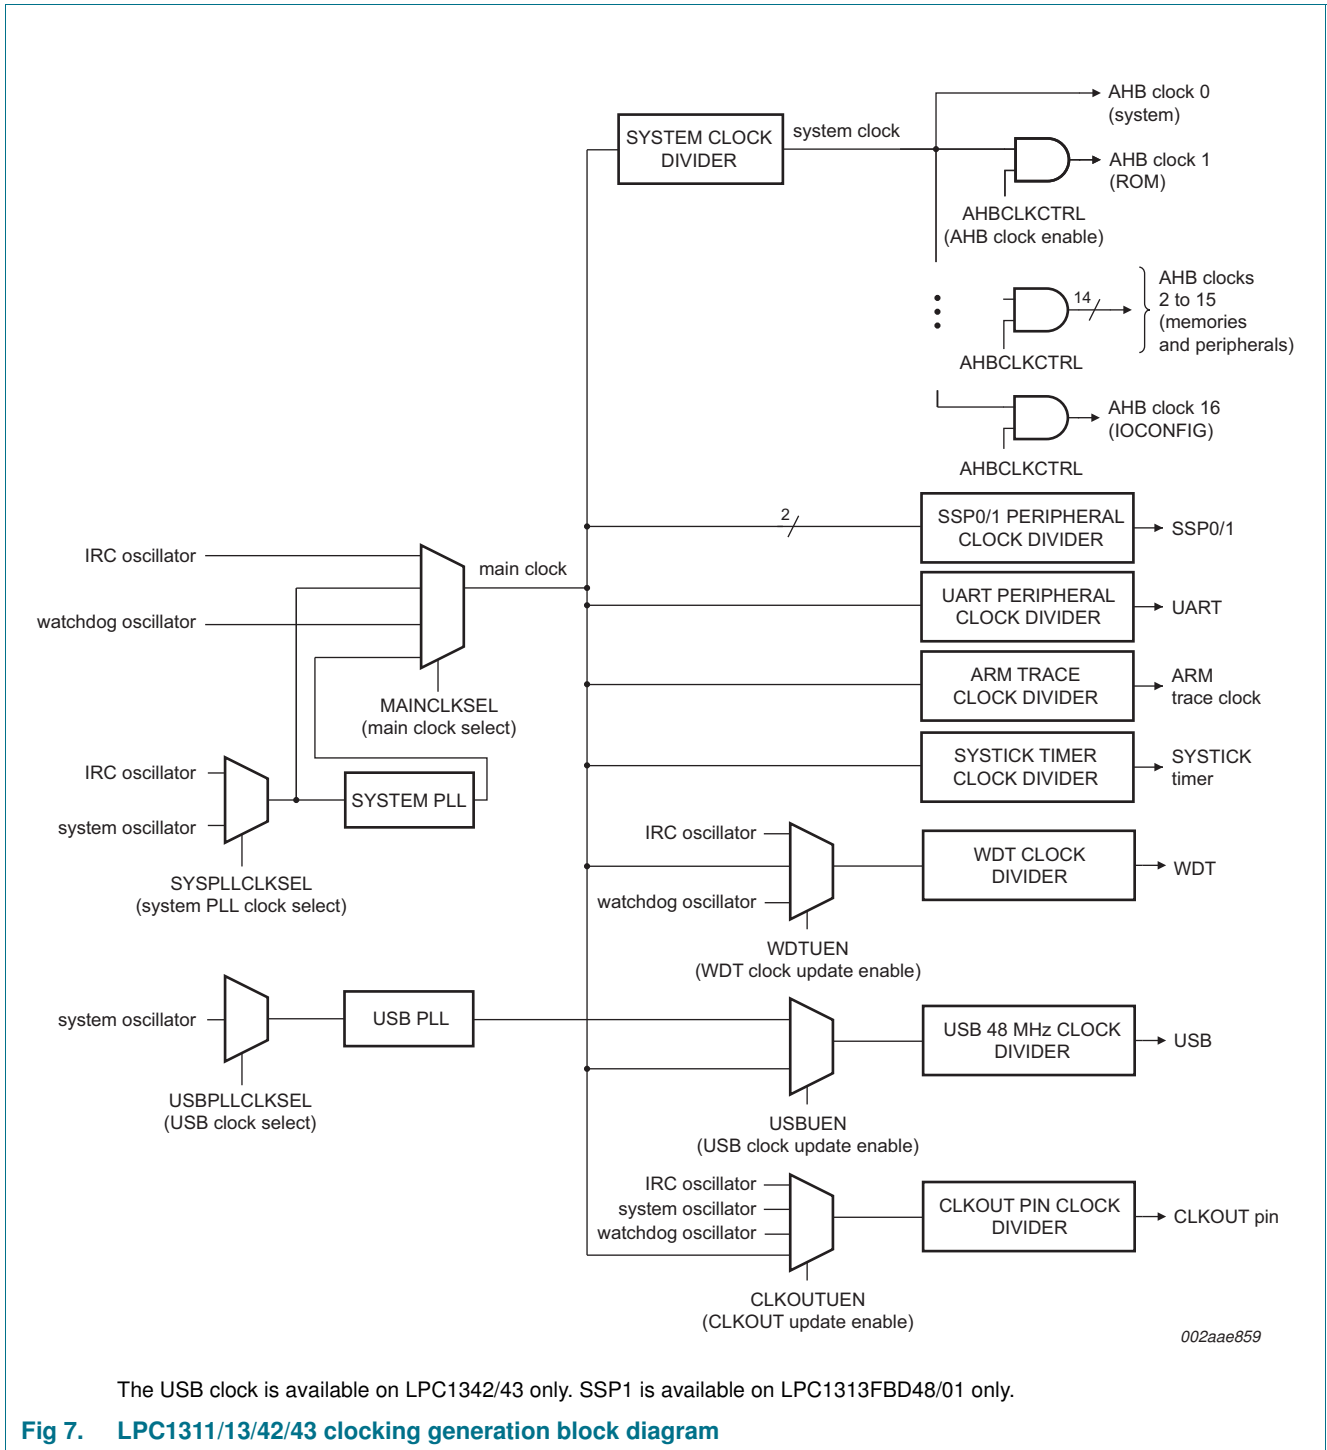 AHB clock 0
(system)
SYSTEM CLOCK
DIVIDER
system clock
AHB clock 1
(ROM)
AHBCLKCTRL
(AHB clock enable)
14
AHB clocks
2 to 15
(memories
and peripherals)
AHBCLKCTRL
AHB clock 16
(IOCONFIG)
AHBCLKCTRL
2
SSP0/1 PERIPHERAL
CLOCK DIVIDER
SSP0/1
IRC oscillator
main clock
UART PERIPHERAL
CLOCK DIVIDER
UART
watchdog oscillator
MAINCLKSEL
(main clock select)
ARM TRACE
CLOCK DIVIDER
ARM
trace clock
IRC oscillator
SYSTEM PLL
system oscillator
SYSTICK TIMER
CLOCK DIVIDER
SYSTICK
timer
SYSPLLCLKSEL
(system PLL clock select)
IRC oscillator
watchdog oscillator
WDT CLOCK
DIVIDER
WDT
WDTUEN
(WDT clock update enable)
system oscillator
USB PLL
USB 48 MHz CLOCK
DIVIDER
USB
USBPLLCLKSEL
(USB clock select)
USBUEN
(USB clock update enable)
IRC oscillator
system oscillator
watchdog oscillator
CLKOUT PIN CLOCK
DIVIDER
CLKOUT pin
CLKOUTUEN
(CLKOUT update enable)
002aae859
The USB clock is available on LPC1342/43 only. SSP1 is available on LPC1313FBD48/01 only.
Fig 7. LPC1311/13/42/43 clocking generation block diagram